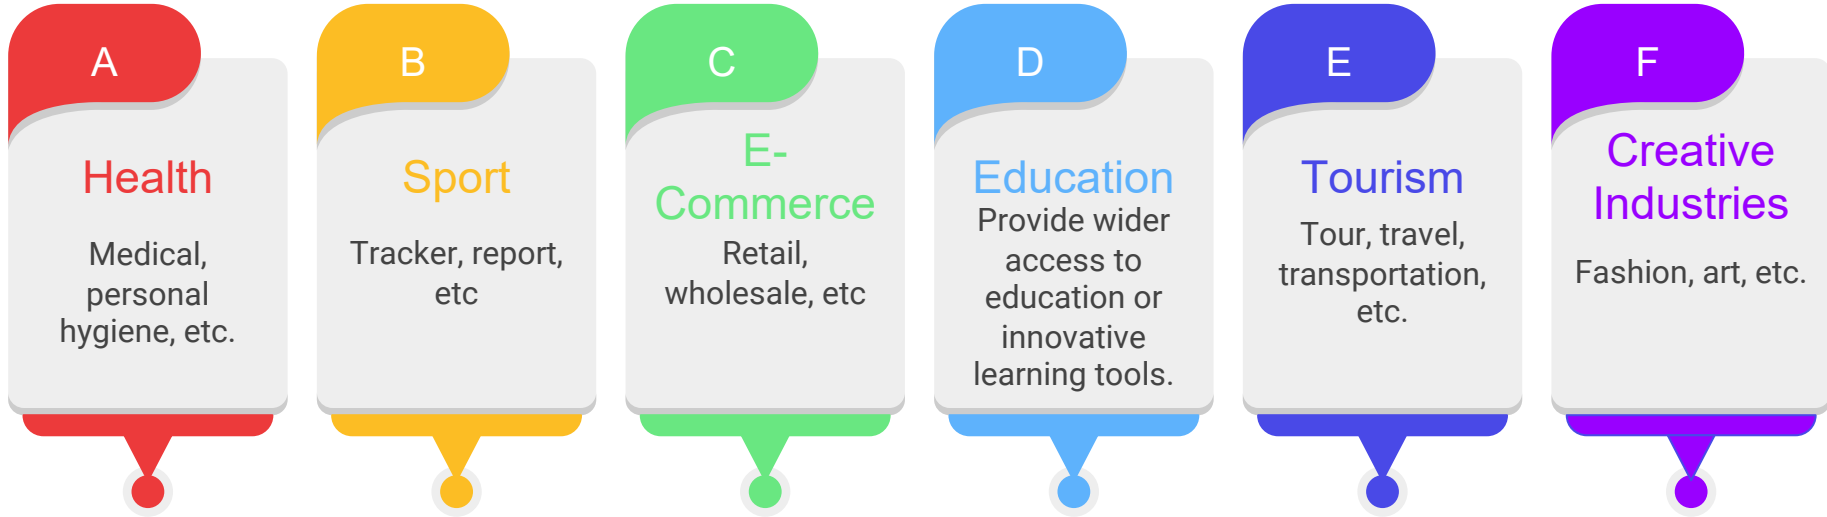 A
Health
Medical,
personal
hygiene, etc.
B
Sport
Tracker, report,
etc
C
E-
Commerce
Retail,
wholesale, etc
D
Education
Provide wider
access to
education or
innovative
learning tools.
E
Tourism
Tour, travel,
transportation,
etc.
F
Creative
Industries
Fashion, art, etc.